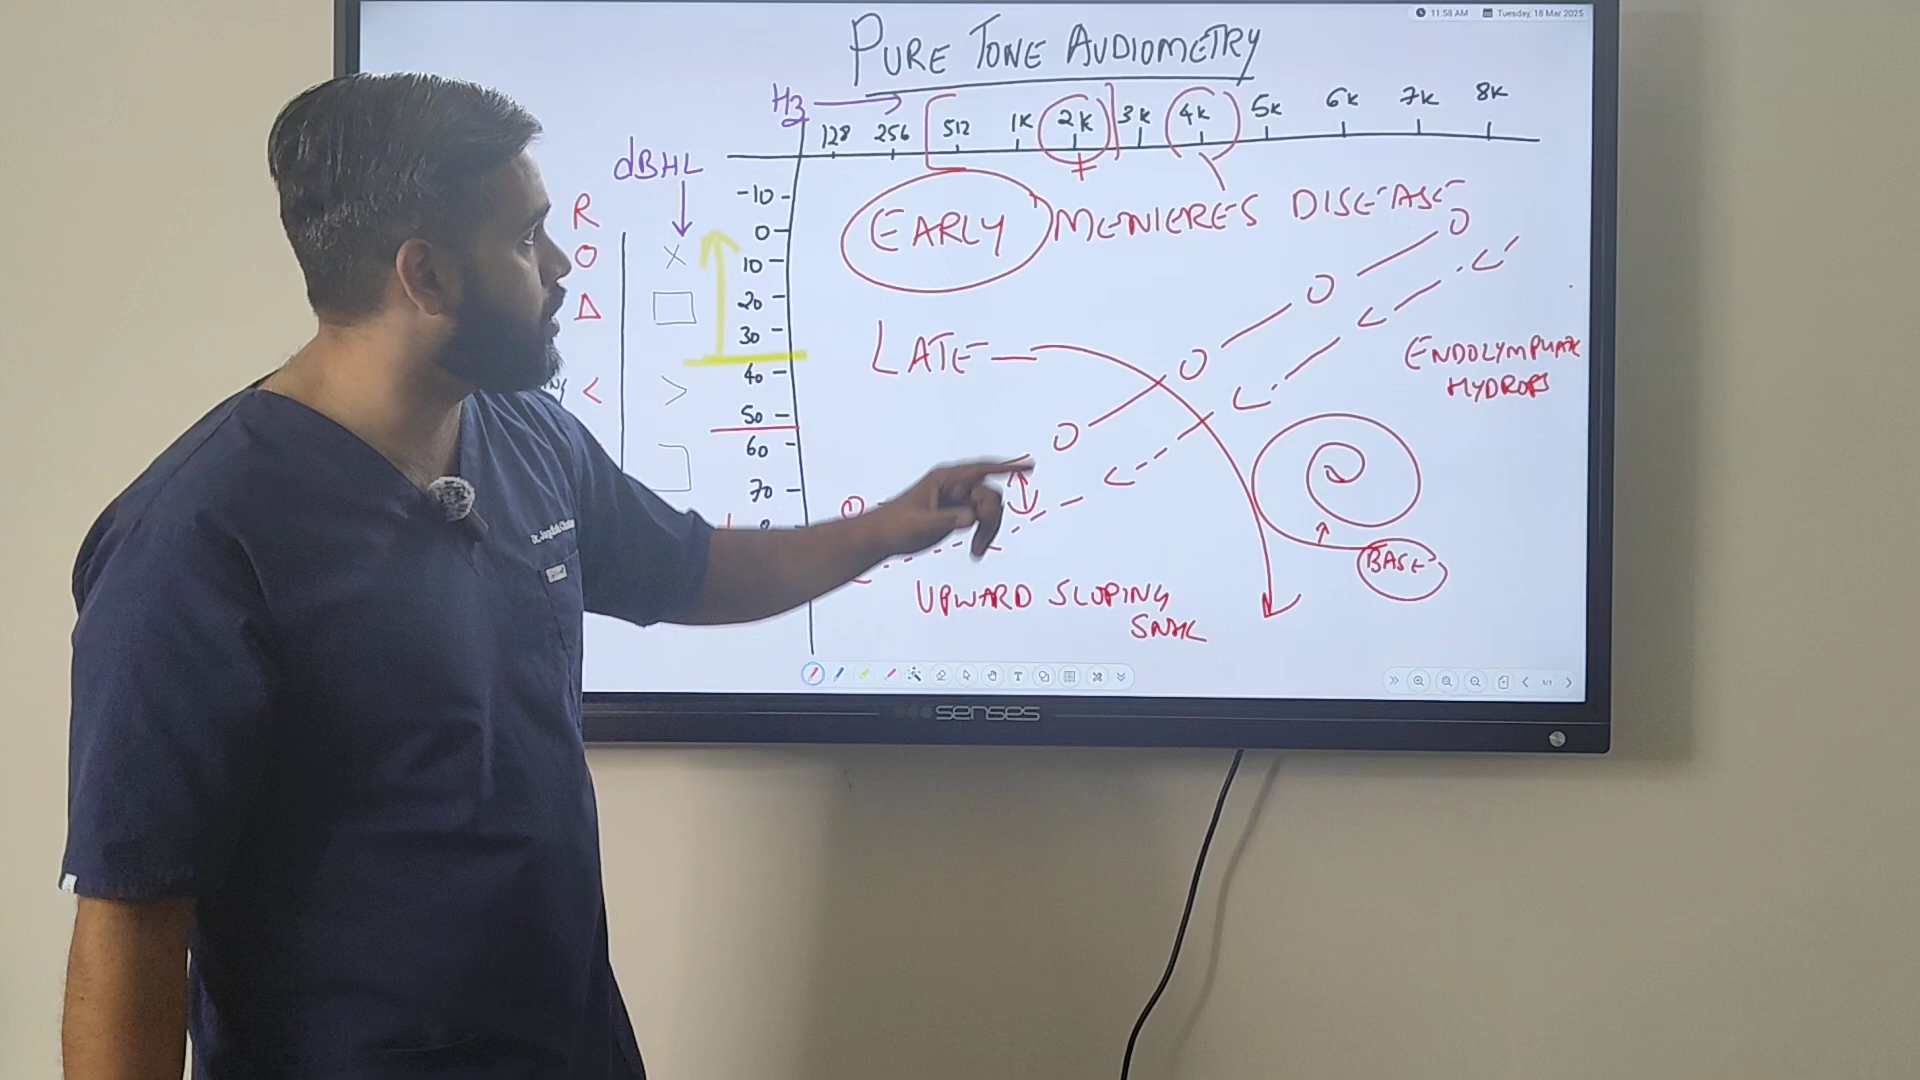 11:58 AM Tuesday, 18 Mar 2025
PURE TONE AUDIOMETRY
Hz
128 256 512 1K 2K 3K 4K 5K 6K 7K 8K
dBHL
R
-10
0
10
20
30
40
50
60
70
EARLY MENIERES DISEASE
LATE
ENDOLYMPHATIC
HYDROPS
BASE
UPWARD SLOPING
SNHL
senses